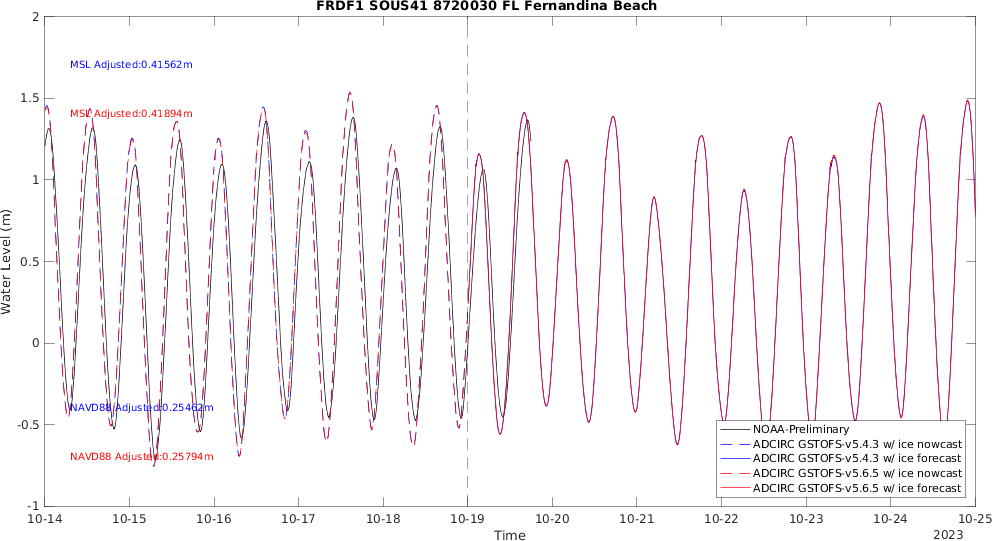 FRDF1 SOUS41 8720030 FL Fernandina Beach
2
MSL Adjusted:0.41562m
1.5
MSL Adjusted:0.41894m
1
0.5
0
NAVD88 Adjusted:0.25462m
-0.5
NAVD88 Adjusted:0.25794m
-1
Water Level (m)
NOAA-Preliminary
ADCIRC GSTOFS-v5.4.3 w/ ice nowcast
ADCIRC GSTOFS-v5.4.3 w/ ice forecast
ADCIRC GSTOFS-v5.6.5 w/ ice nowcast
ADCIRC GSTOFS-v5.6.5 w/ ice forecast
10-14 10-15 10-16 10-17 10-18 10-19 10-20 10-21 10-22 10-23 10-24 10-25
Time
2023